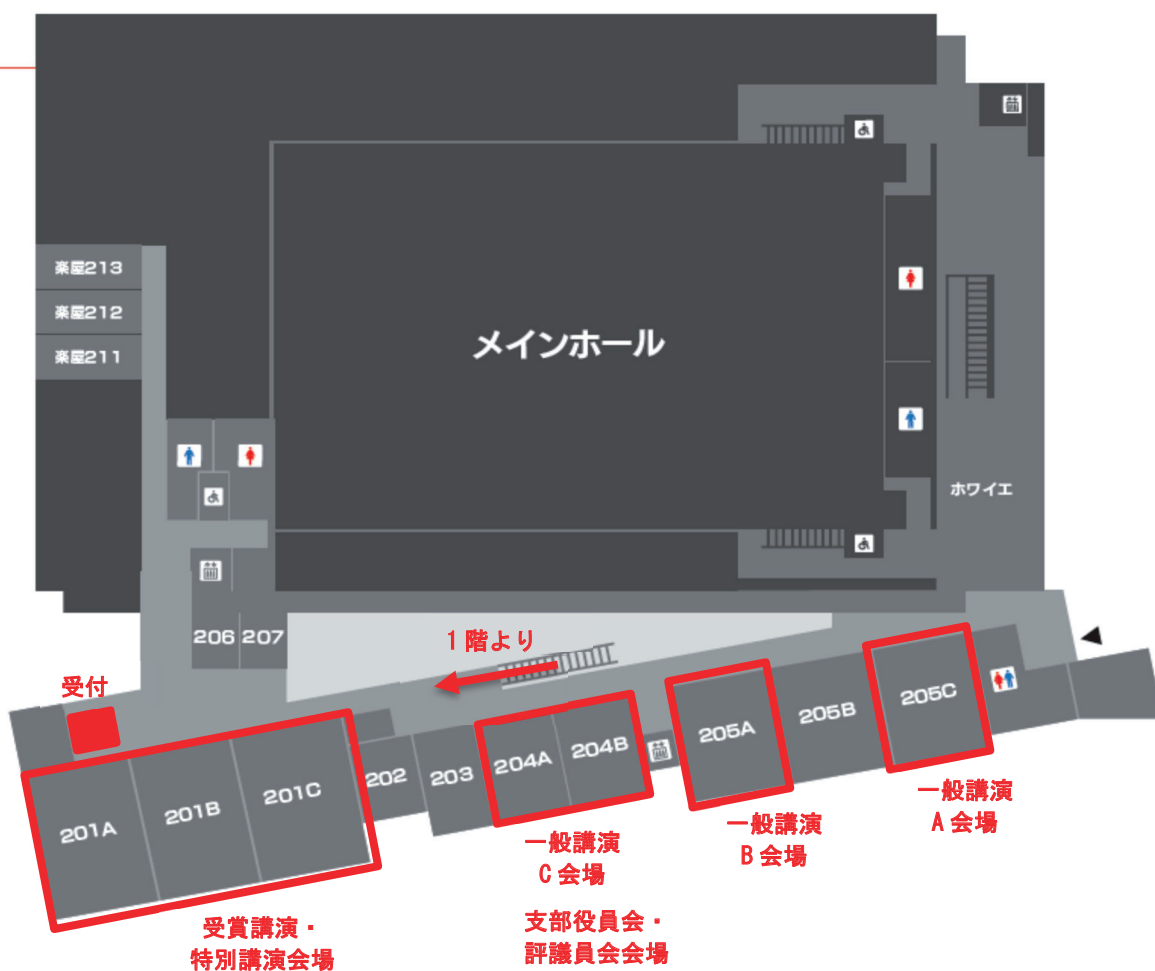 楽屋213
楽屋212
楽屋211
メインホール
ホワイエ
206
207
1階より
受付
201A
201B
201C
202
203
204A
204B
205A
205B
205C
一般講演
A会場
一般講演
B会場
一般講演
C会場
支部役員会・
評議員会会場
受賞講演・
特別講演会場